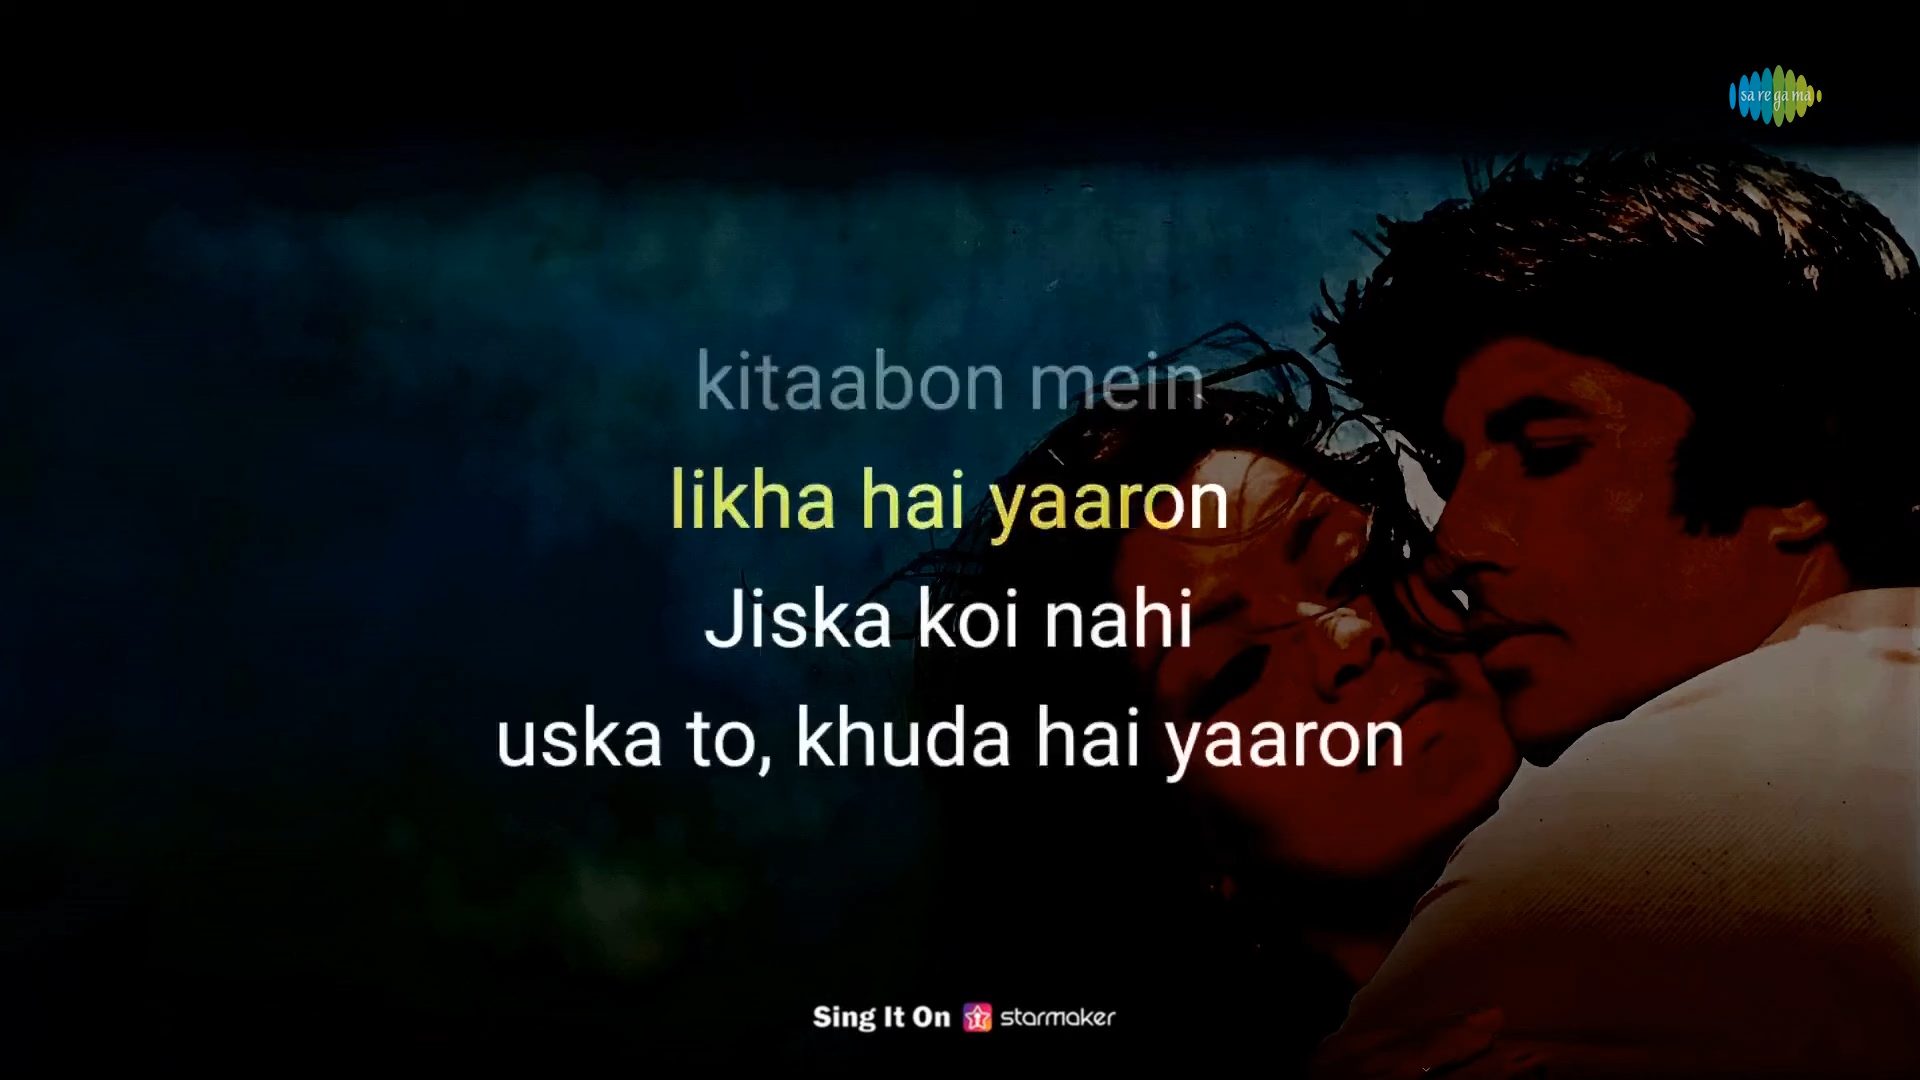 sa re ga ma
kitaabon mein
likha hai yaaron
Jiska koi nahi
uska to, khuda hai yaaron
Sing It On starmaker